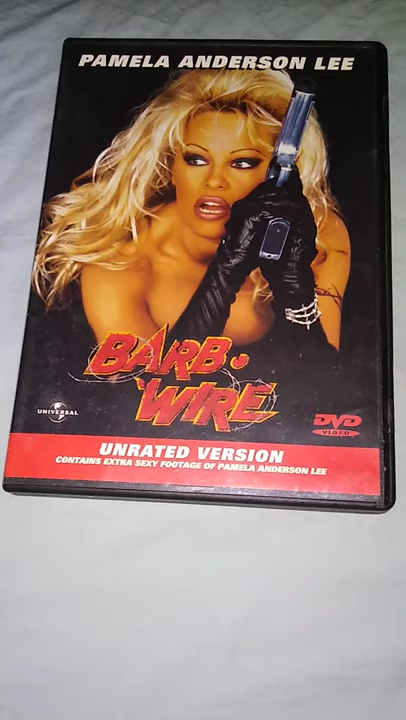 PAMELA ANDERSON LEE
BARB
WIRE
UNIVERSAL
DVD
VIDEO
UNRATED VERSION
CONTAINS EXTRA SEXY FOOTAGE OF PAMELA ANDERSON LEE